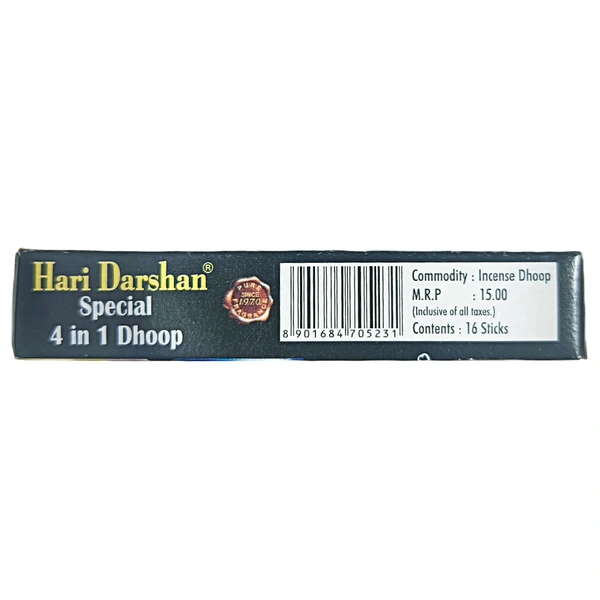 Hari Darshan®
Special
4 in 1 Dhoop
PURE
SINCE
1970
FRAGRANCE
8 901684 705231
Commodity : Incense Dhoop
M.R.P : 15.00
(Inclusive of all taxes.)
Contents : 16 Sticks